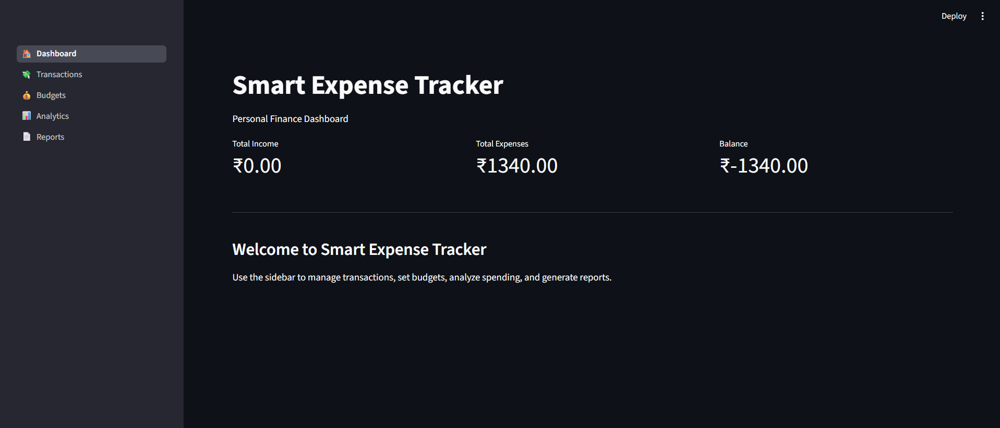 Deploy
Dashboard
Transactions
Budgets
Analytics
Reports
Smart Expense Tracker
Personal Finance Dashboard
Total Income
₹0.00
Total Expenses
₹1340.00
Balance
₹-1340.00
Welcome to Smart Expense Tracker
Use the sidebar to manage transactions, set budgets, analyze spending, and generate reports.